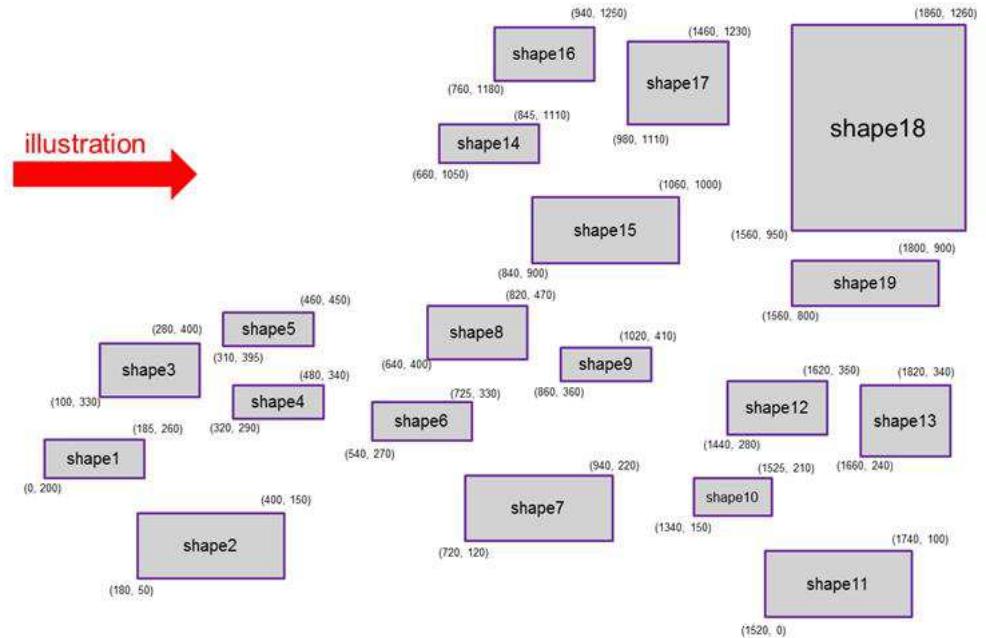 (940, 1250)
shape16
(760, 1180)
(1460, 1230)
shape17
(980, 1110)
(1860, 1260)
shape18
(1560, 950)
illustration
(845, 1110)
shape14
(660, 1050)
(1060, 1000)
shape15
(840, 900)
(1800, 900)
shape19
(1560, 800)
(460, 450)
shape5
(310, 395)
(280, 400)
shape3
(100, 330)
(820, 470)
shape8
(640, 400)
(1020, 410)
shape9
(860, 360)
(480, 340)
shape4
(320, 290)
(725, 330)
shape6
(540, 270)
(1620, 350)
shape12
(1440, 280)
(1820, 340)
shape13
(1660, 240)
(185, 260)
shape1
(0, 200)
(400, 150)
shape2
(180, 50)
(940, 220)
shape7
(720, 120)
(1525, 210)
shape10
(1340, 150)
(1740, 100)
shape11
(1520, 0)